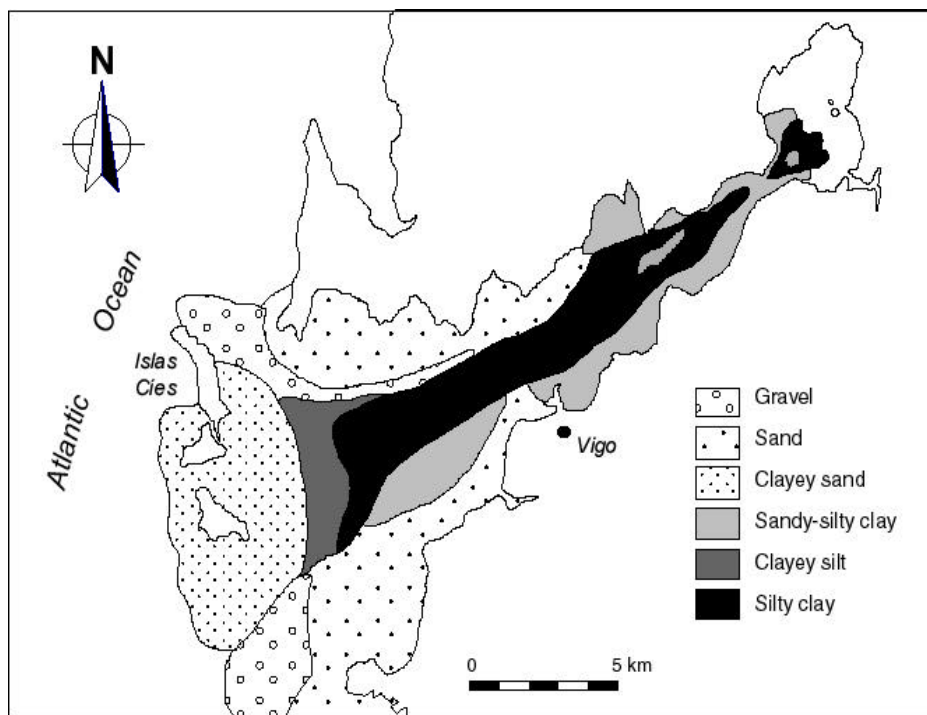 N
Atlantic Ocean
Islas
Cies
Vigo
Gravel
Sand
Clayey sand
Sandy-silty clay
Clayey silt
Silty clay
0 5 km